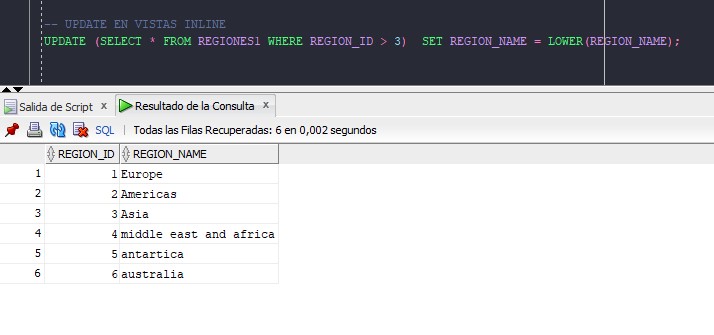 -- UPDATE EN VISTAS INLINE
UPDATE (SELECT * FROM REGIONES1 WHERE REGION_ID > 3)  SET REGION_NAME = LOWER(REGION_NAME);
Salida de Script x Resultado de la Consulta x
SQL | Todas las Filas Recuperadas: 6 en 0,002 segundos
REGION_ID REGION_NAME
1 1 Europe
2 2 Americas
3 3 Asia
4 4 middle east and africa
5 5 antartica
6 6 australia